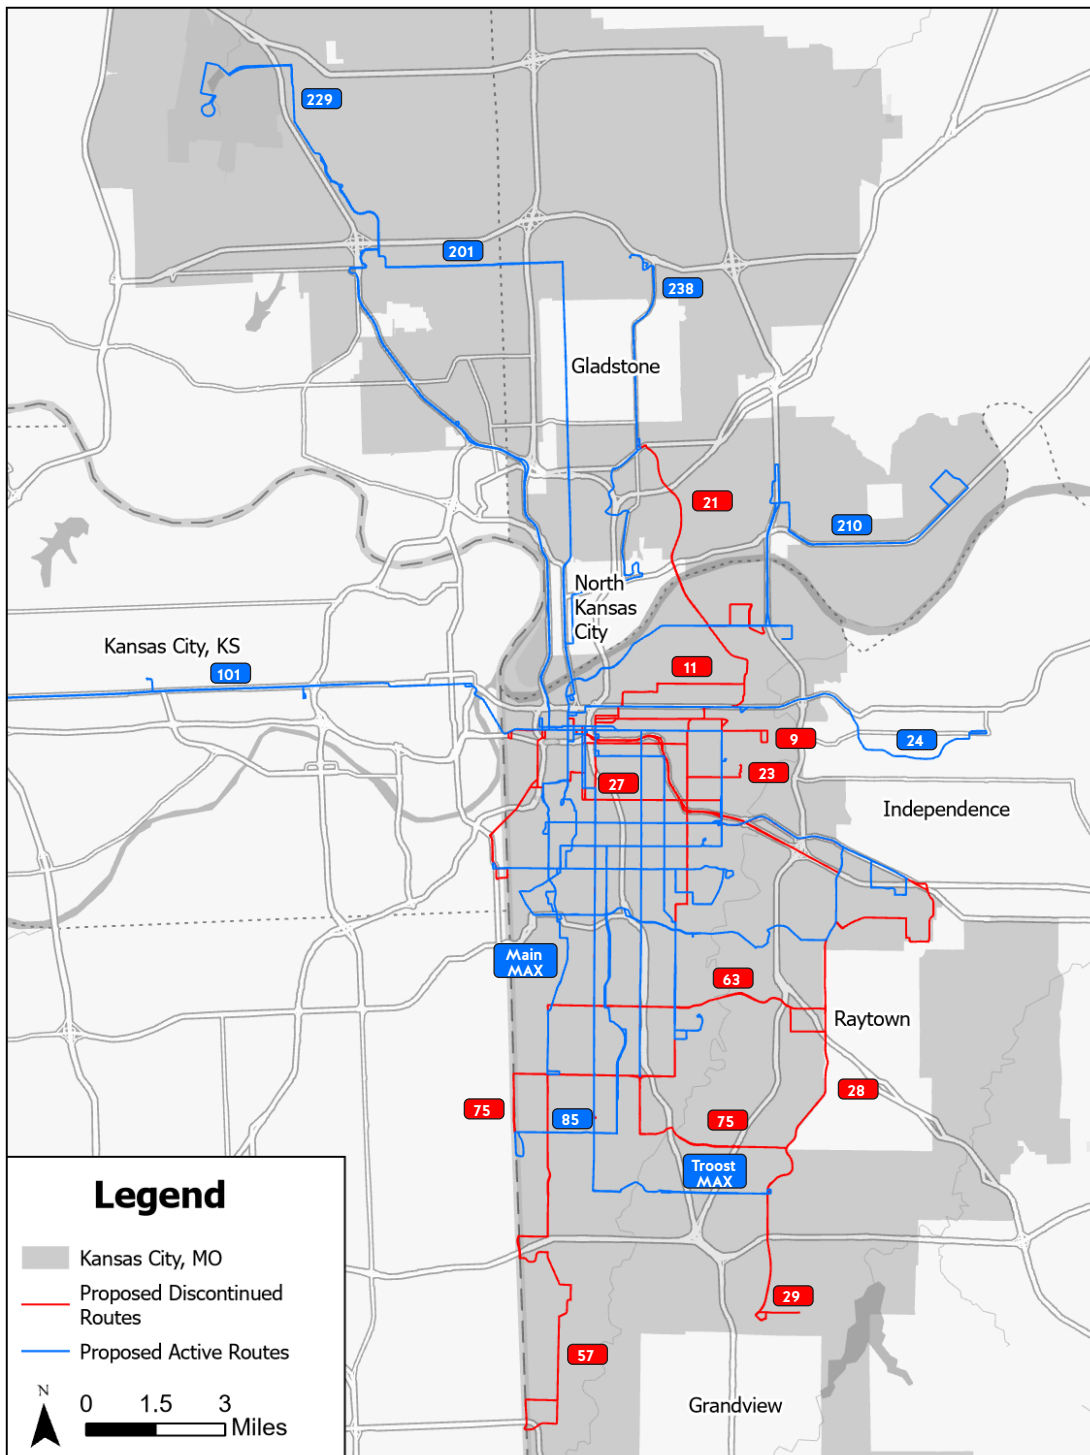 229
201
238
Gladstone
21
210
North
Kansas
City
Kansas City, KS
101
11
9
24
23
27
Independence
Main
MAX
63
Raytown
28
75
85
75
Troost
MAX
29
57
Grandview
Legend
Kansas City, MO
Proposed Discontinued
Routes
Proposed Active Routes
N
0 1.5 3
Miles